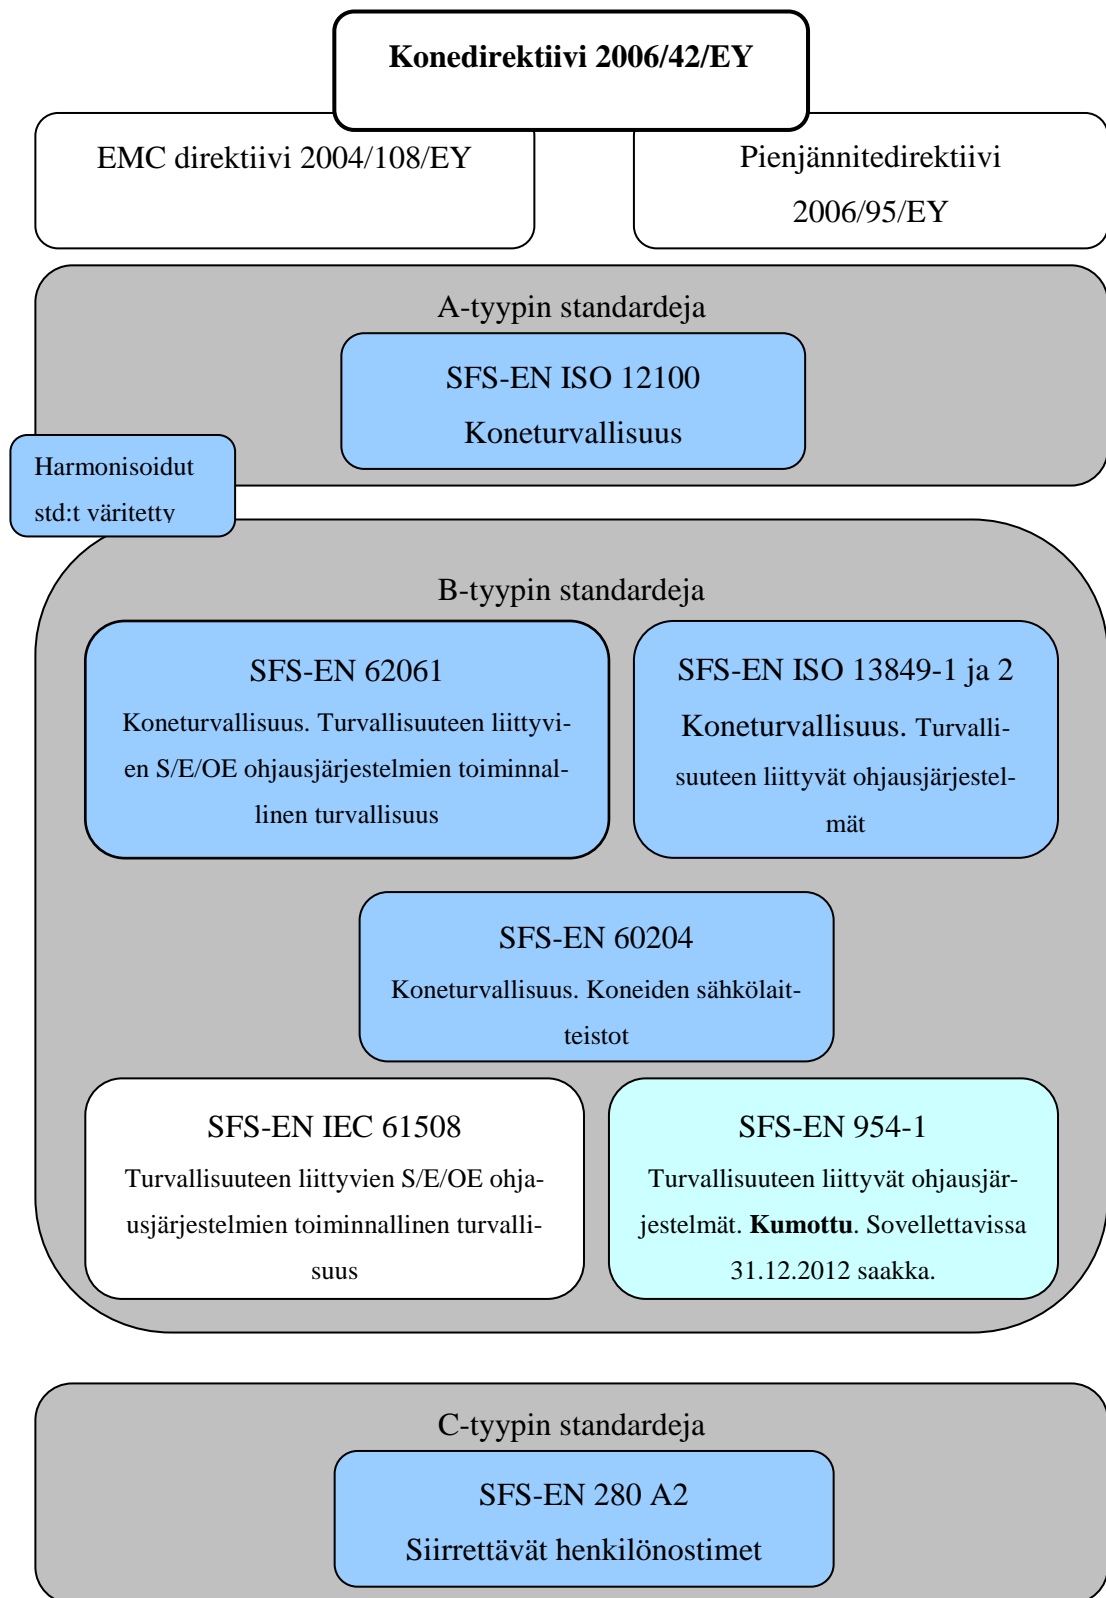 Konedirektiivi 2006/42/EY
EMC direktiivi 2004/108/EY
Pienjännitedirektiivi
2006/95/EY
A-tyypin standardeja
SFS-EN ISO 12100
Koneturvallisuus
Harmonisoidut
std:t väritetty
B-tyypin standardeja
SFS-EN 62061
Koneturvallisuus. Turvallisuuteen liittyvi-
en S/E/OE ohjausjärjestelmien toiminnal-
linen turvallisuus
SFS-EN ISO 13849-1 ja 2
Koneturvallisuus. Turvalli-
suuteen liittyvät ohjausjärjestel-
mät
SFS-EN 60204
Koneturvallisuus. Koneiden sähkölait-
teistot
SFS-EN IEC 61508
Turvallisuuteen liittyvien S/E/OE ohja-
usjärjestelmien toiminnallinen turvalli-
suus
SFS-EN 954-1
Turvallisuuteen liittyvät ohjausjär-
jestelmät. Kumottu. Sovellettavissa
31.12.2012 saakka.
C-tyypin standardeja
SFS-EN 280 A2
Siirrettävät henkilönostimet